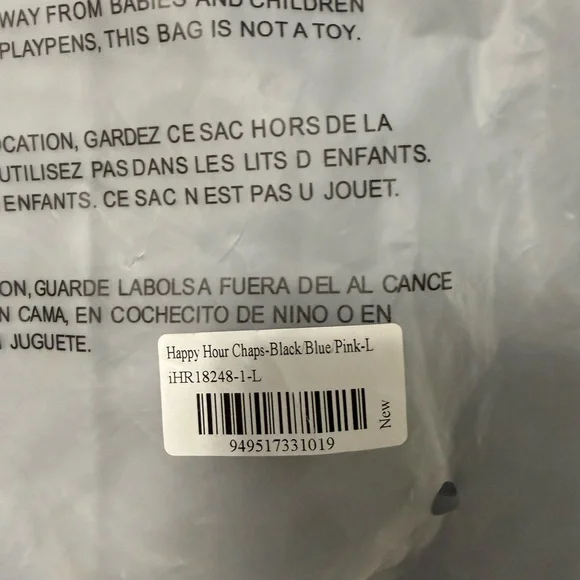 WAY FROM BABIES AND CHILDREN
PLAYPENS, THIS BAG IS NOT A TOY.
OCATION, GARDEZ CE SAC HORS DE LA
UTILISEZ PAS DANS LES LITS D ENFANTS.
ENFANTS. CE SAC N EST PAS U JOUET.
ON, GUARDE LABOLSA FUERA DEL AL CANCE
N CAMA, EN COCHECITO DE NINO O EN
JUGUETE.
Happy Hour Chaps-Black/Blue/Pink-L
iHR18248-1-L
New
949517331019